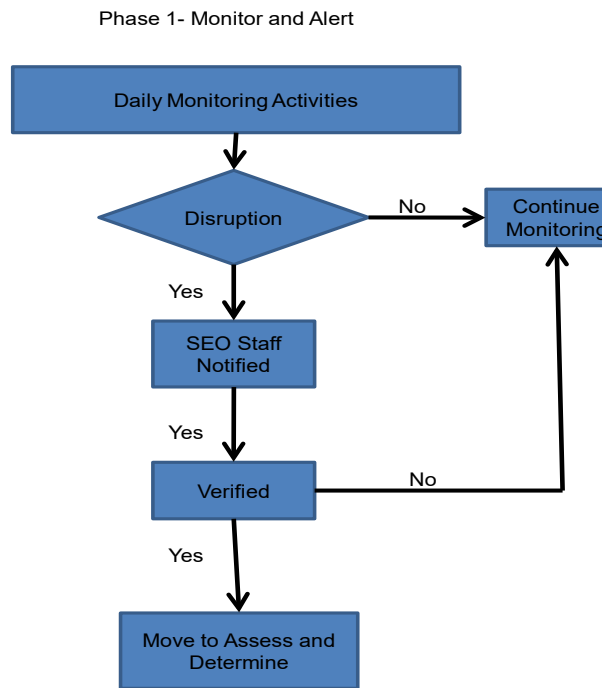 Phase 1- Monitor and Alert
Daily Monitoring Activities
Disruption
No
Continue
Monitoring
Yes
SEO Staff
Notified
Yes
Verified
No
Yes
Move to Assess and
Determine